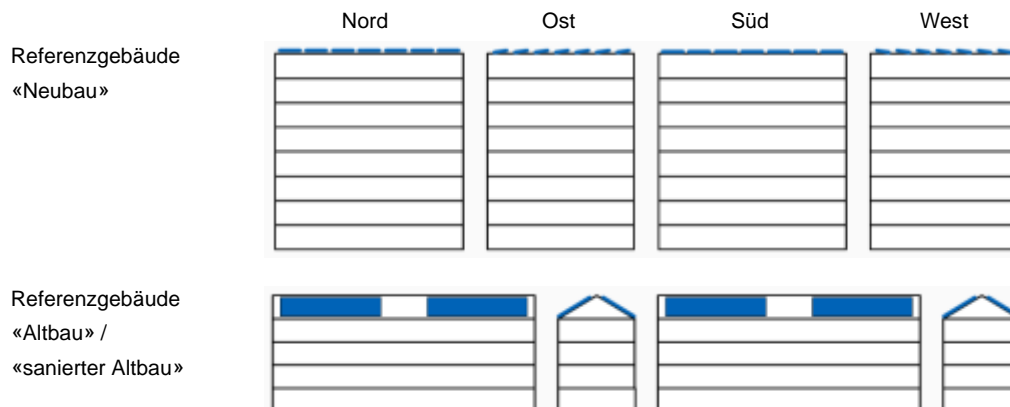 Nord Ost Süd West
Referenzgebäude
«Neubau»
Referenzgebäude
«Altbau» /
«sanierter Altbau»